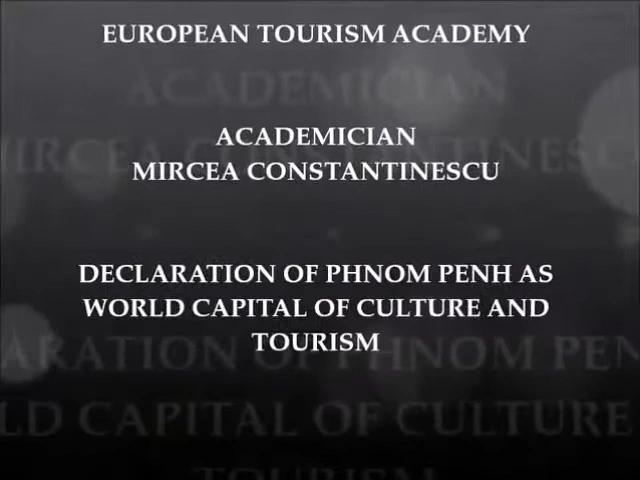 EUROPEAN TOURISM ACADEMY
ACADEMICIAN
MIRCEA CONSTANTINESCU
DECLARATION OF PHNOM PENH AS
WORLD CAPITAL OF CULTURE AND
TOURISM